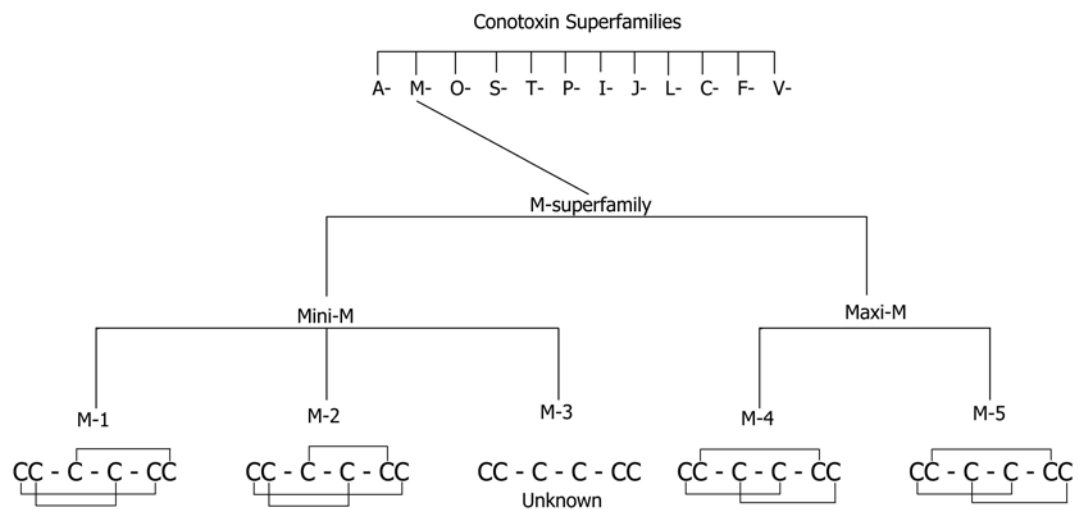 Conotoxin Superfamilies
A- M- O- S- T- P- I- J- L- C- F- V-
M-superfamily
Mini-M Maxi-M
M-1 M-2 M-3 M-4 M-5
CC - C - C - CC CC - C - C - CC CC - C - C - CC CC - C - C - CC CC - C - C - CC
Unknown